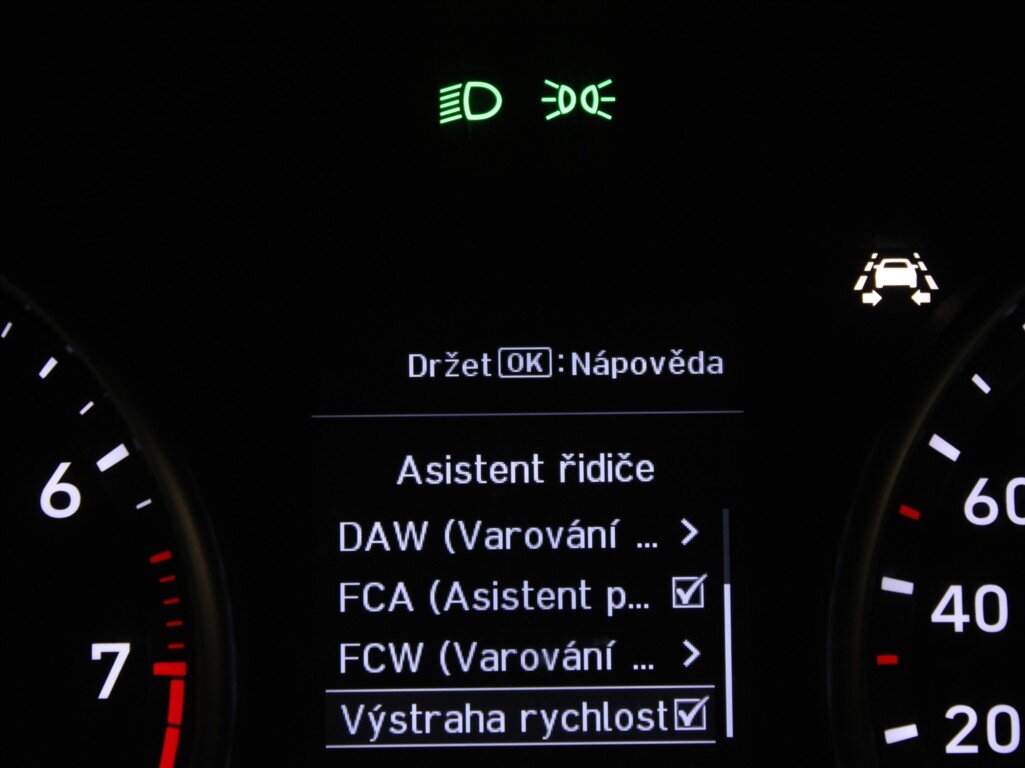 Držet OK : Nápověda
Asistent řidiče
DAW (Varování ... >
FCA (Asistent p...
FCW (Varování ... >
Výstraha rychlost
6
7
60
40
20